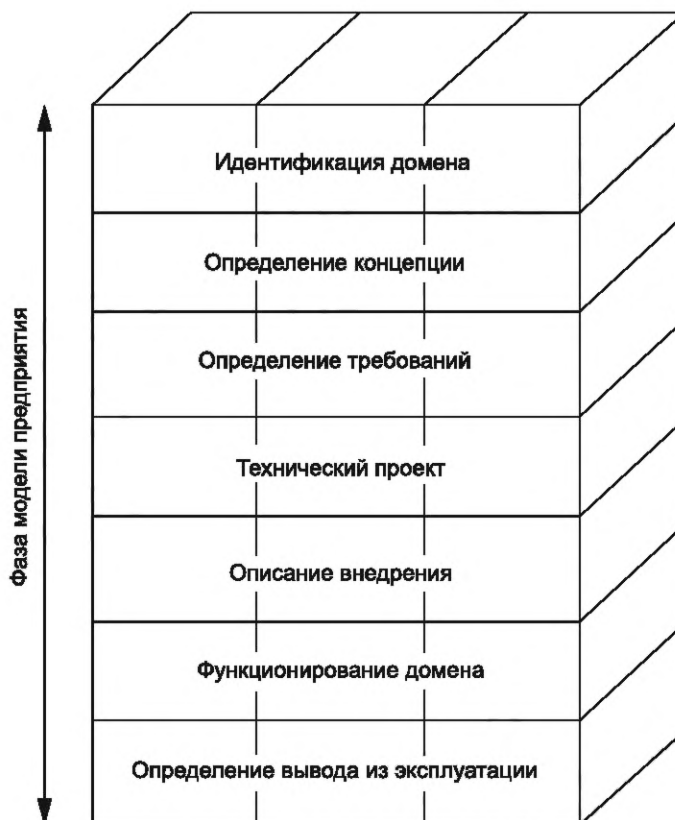 Идентификация домена
Определение концепции
Определение требований
Технический проект
Описание внедрения
Функционирование домена
Определение вывода из эксплуатации
Фаза модели предприятия